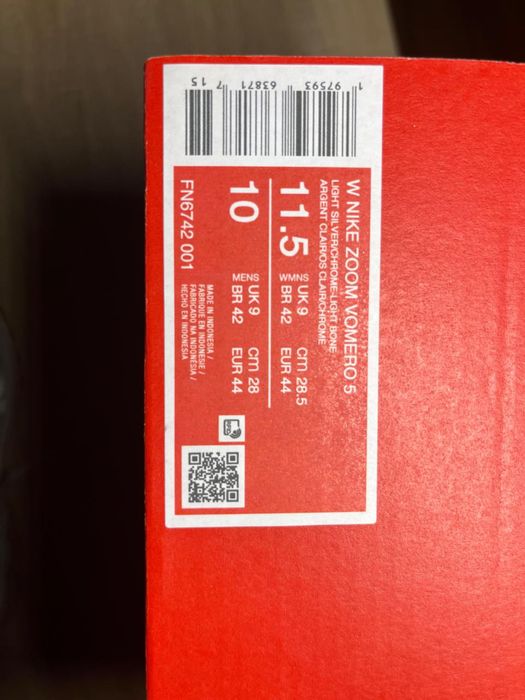 1 97593 63871 7 15
W NIKE ZOOM VOMERO 5
LIGHT SILVER/CHROME-LIGHT BONE
ARGENT CLAIR/OS CLAIR/CHROME
11.5 WMNS UK 9 cm 28.5
BR 42 EUR 44
10 MENS UK 9 cm 28
BR 42 EUR 44
FN6742 001
MADE IN INDONESIA /
FABRIQUE EN INDONESIE /
FABRICADO NA INDONÉSIA /
HECHO EN INDONESIA